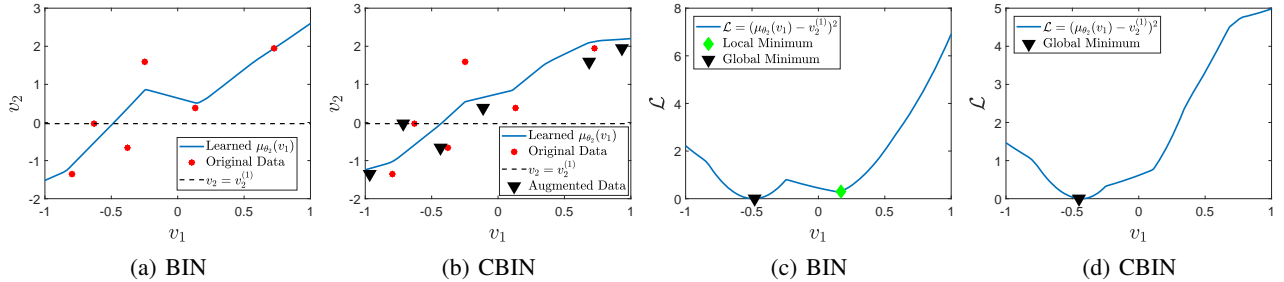 3
2
1
0
-1
-2
v₂
-1 -0.5 0 0.5 1
v₁
Learned μ_θ₂(v₁)
Original Data
v₂ = v₂⁽¹⁾
(a) BIN
3
2
1
0
-1
-2
v₂
-1 -0.5 0 0.5 1
v₁
Learned μ_θ₂(v₁)
Original Data
v₂ = v₂⁽¹⁾
Augmented Data
(b) CBIN
8
6
4
2
0
ℒ
-1 -0.5 0 0.5 1
v₁
ℒ = (μ_θ₂(v₁) − v₂⁽¹⁾)²
Local Minimum
Global Minimum
(c) BIN
5
4
3
2
1
0
ℒ
-1 -0.5 0 0.5 1
v₁
ℒ = (μ_θ₂(v₁) − v₂⁽¹⁾)²
Global Minimum
(d) CBIN